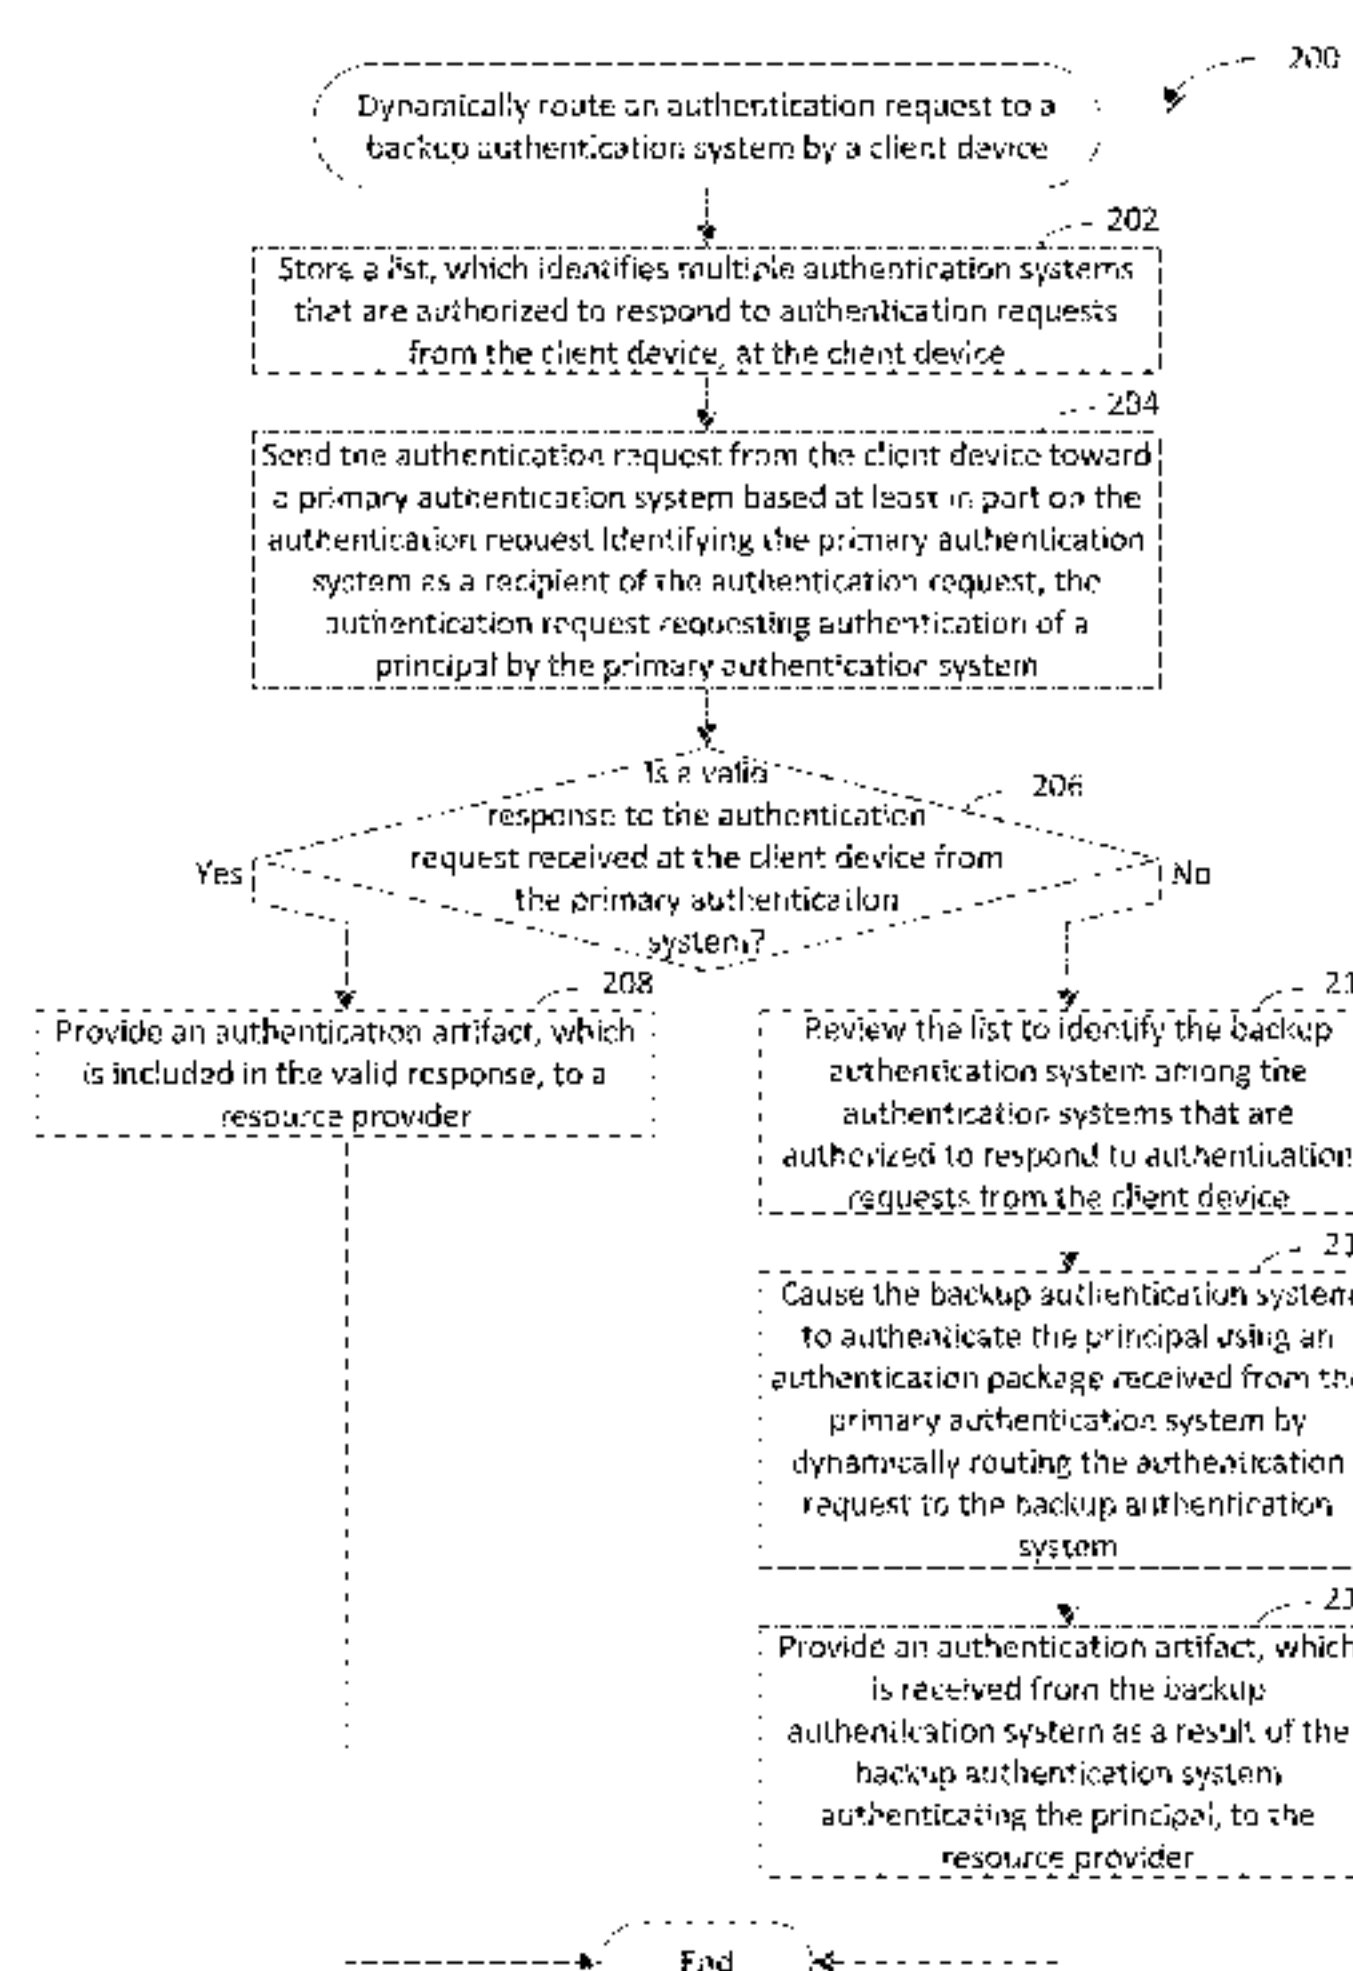 200
Dynamically route an authentication request to a
backup authentication system by a client device
202
Store a list, which identifies multiple authentication systems
that are authorized to respond to authentication requests
from the client device, at the client device
204
Send the authentication request from the client device toward
a primary authentication system based at least in part on the
authentication request identifying the primary authentication
system as a recipient of the authentication request, the
authentication request requesting authentication of a
principal by the primary authentication system
206
Is a valid
response to the authentication
request received at the client device from
the primary authentication
system?
Yes
No
208
Provide an authentication artifact, which
is included in the valid response, to a
resource provider
21
Review the list to identify the backup
authentication system among the
authentication systems that are
authorized to respond to authentication
requests from the client device
21
Cause the backup authentication system
to authenticate the principal using an
authentication package received from the
primary authentication system by
dynamically routing the authentication
request to the backup authentication
system
21
Provide an authentication artifact, which
is received from the backup
authentication system as a result of the
backup authentication system
authenticating the principal, to the
resource provider
End